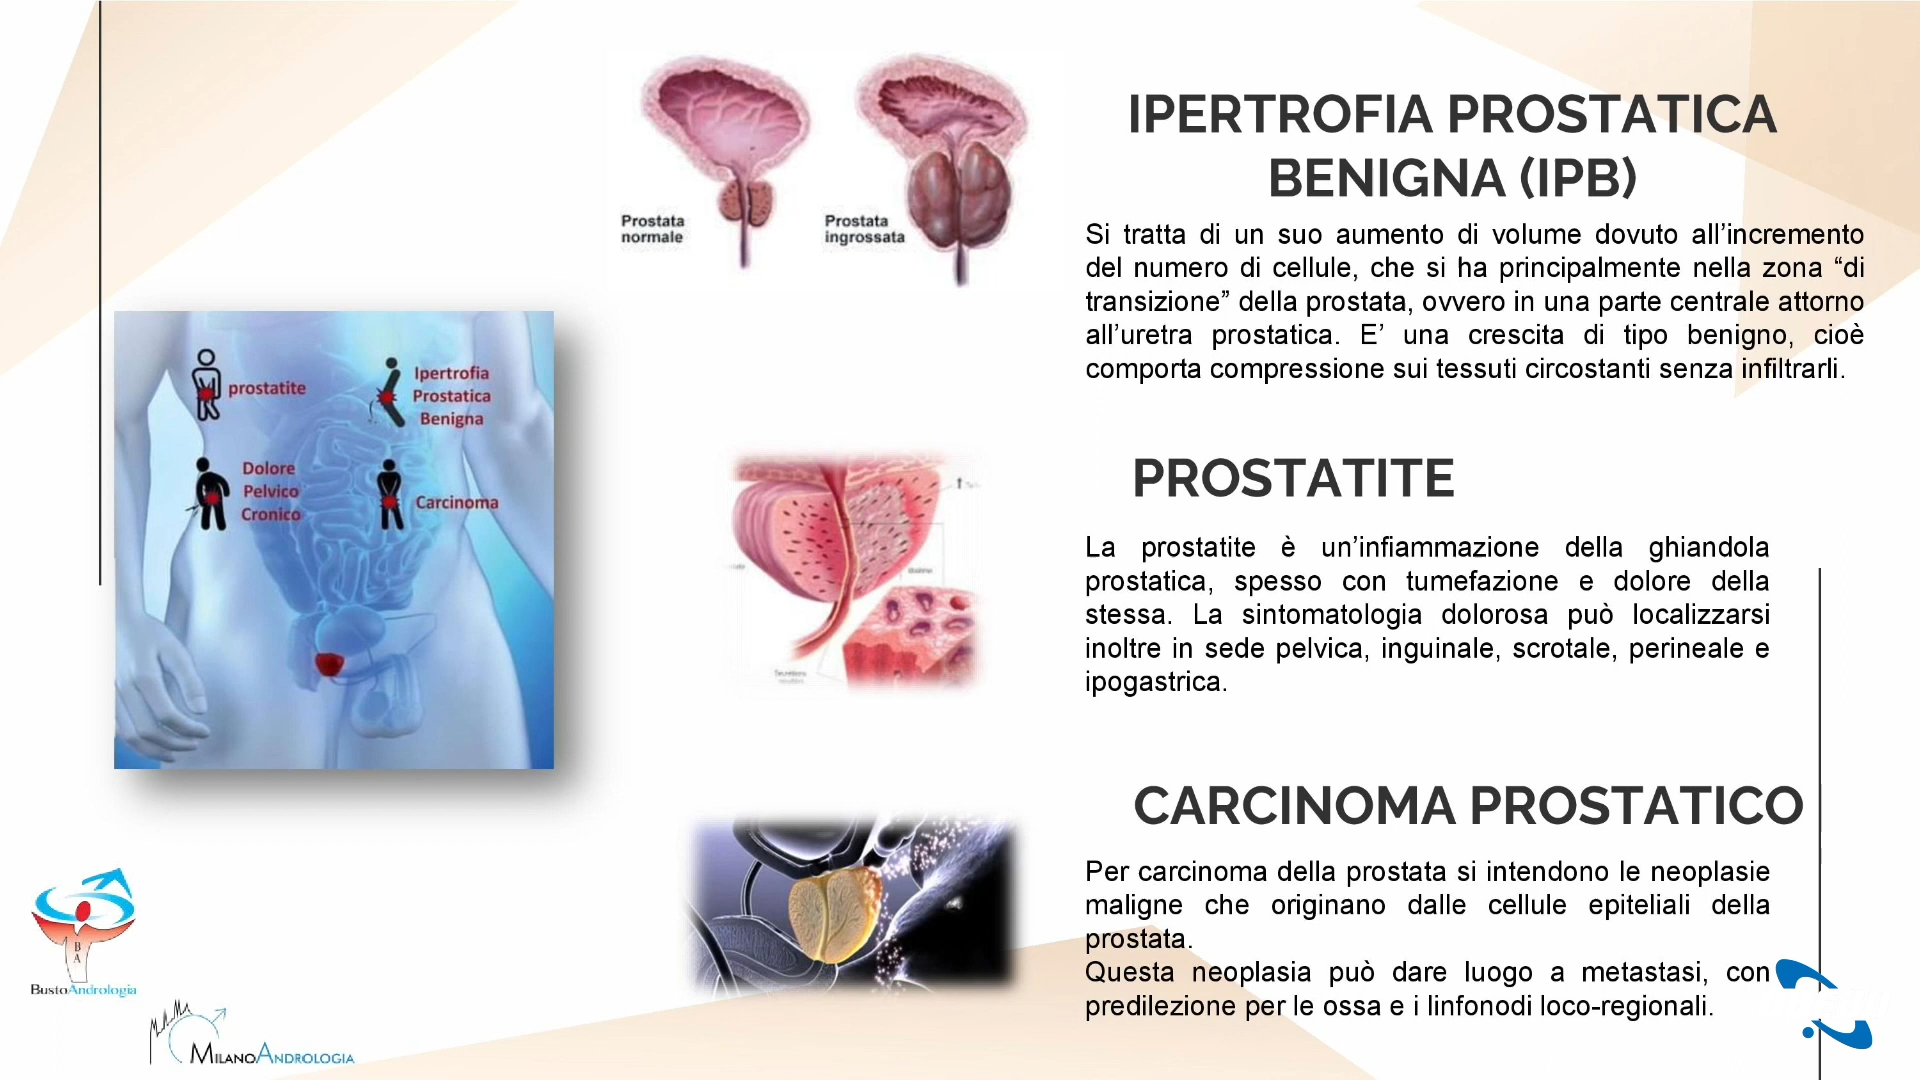 Prostata
normale
Prostata
ingrossata
IPERTROFIA PROSTATICA
BENIGNA (IPB)
Si tratta di un suo aumento di volume dovuto all’incremento
del numero di cellule, che si ha principalmente nella zona “di
transizione” della prostata, ovvero in una parte centrale attorno
all’uretra prostatica. E’ una crescita di tipo benigno, cioè
comporta compressione sui tessuti circostanti senza infiltrarli.
prostatite
Ipertrofia
Prostatica
Benigna
Dolore
Pelvico
Cronico
Carcinoma
PROSTATITE
La prostatite è un’infiammazione della ghiandola
prostatica, spesso con tumefazione e dolore della
stessa. La sintomatologia dolorosa può localizzarsi
inoltre in sede pelvica, inguinale, scrotale, perineale e
ipogastrica.
CARCINOMA PROSTATICO
Per carcinoma della prostata si intendono le neoplasie
maligne che originano dalle cellule epiteliali della
prostata.
Questa neoplasia può dare luogo a metastasi, con
predilezione per le ossa e i linfonodi loco-regionali.
B
A
BustoAndrologia
MILANOANDROLOGIA